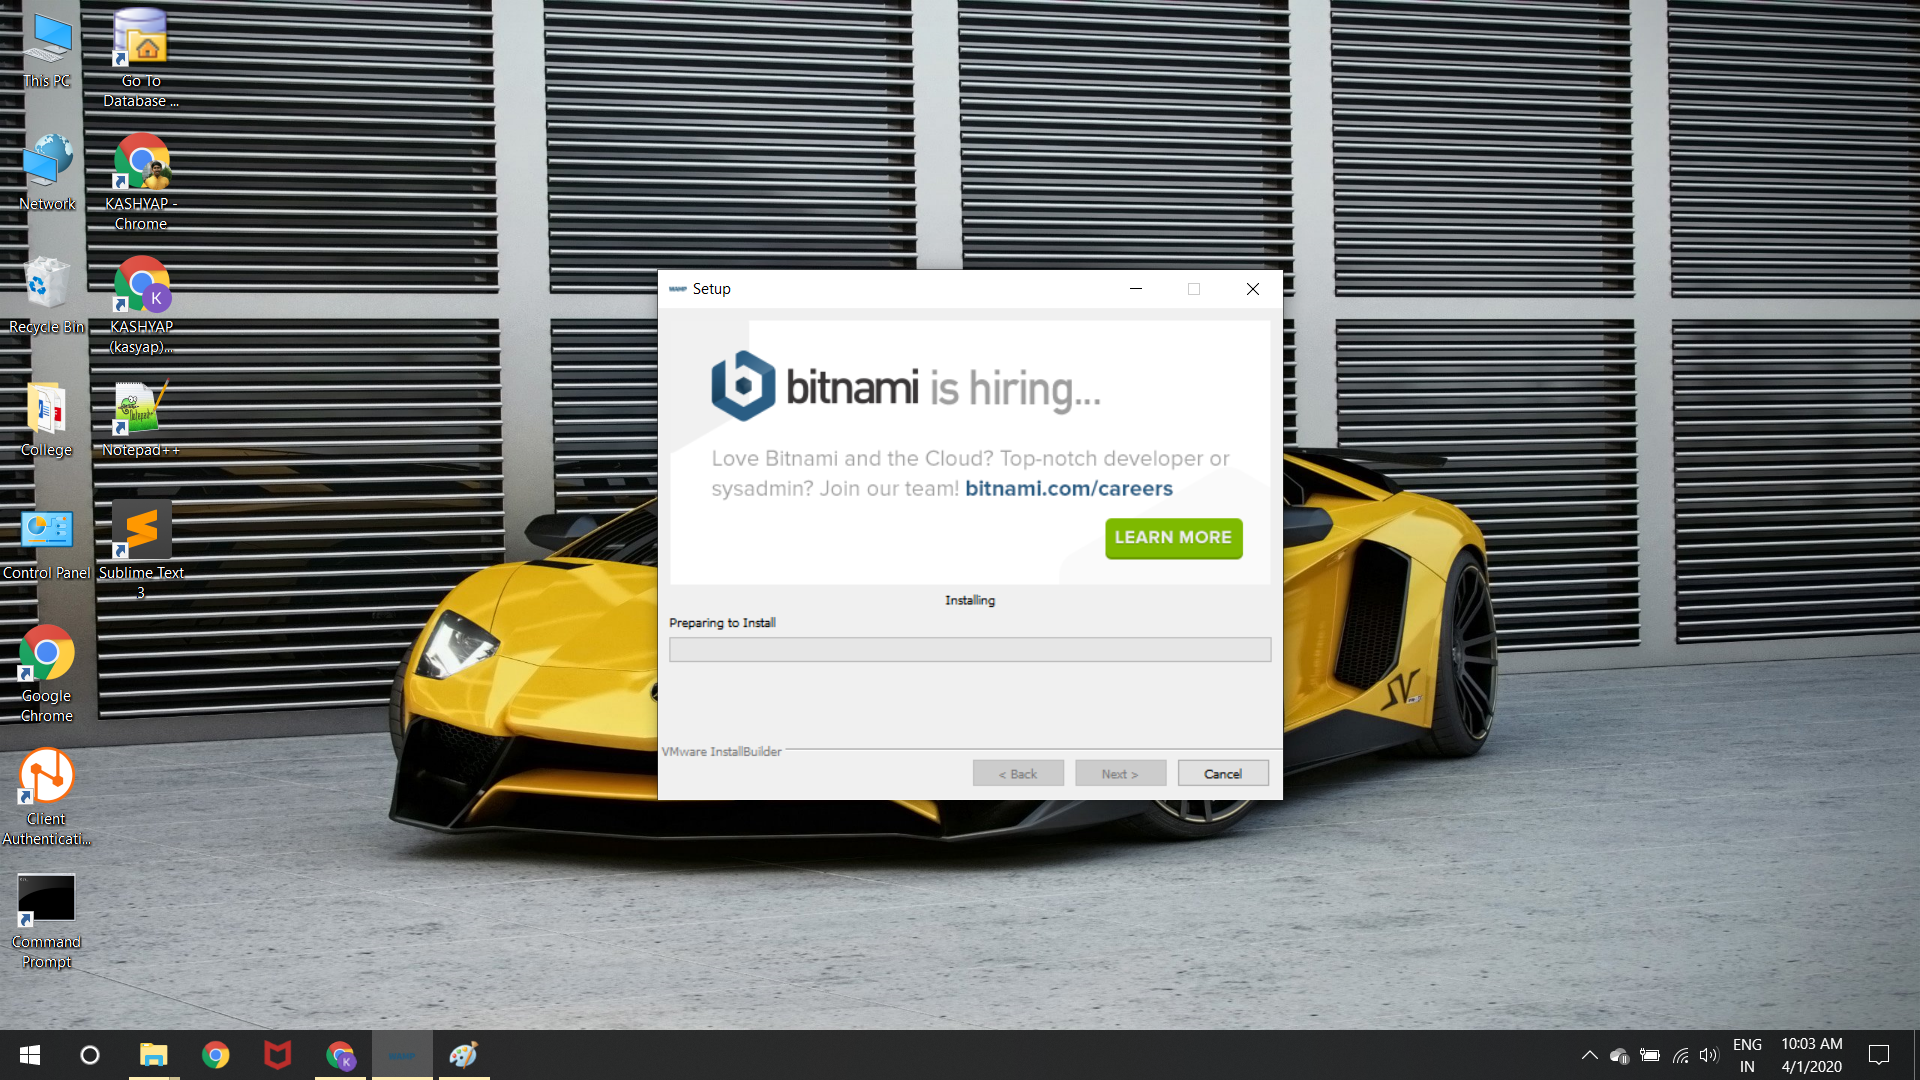 This PC
Go To
Database ...
Network
KASHYAP -
Chrome
Recycle Bin
K
KASHYAP
(kasyap)...
College
Notepad++
Control Panel
Sublime Text
3
Google
Chrome
Client
Authenticati...
Command
Prompt
WAMP Setup
bitnami is hiring...
Love Bitnami and the Cloud? Top-notch developer or
sysadmin? Join our team! bitnami.com/careers
LEARN MORE
Installing
Preparing to Install
VMware InstallBuilder
< Back
Next >
Cancel
SV
K
WAMP
ENG
IN
10:03 AM
4/1/2020